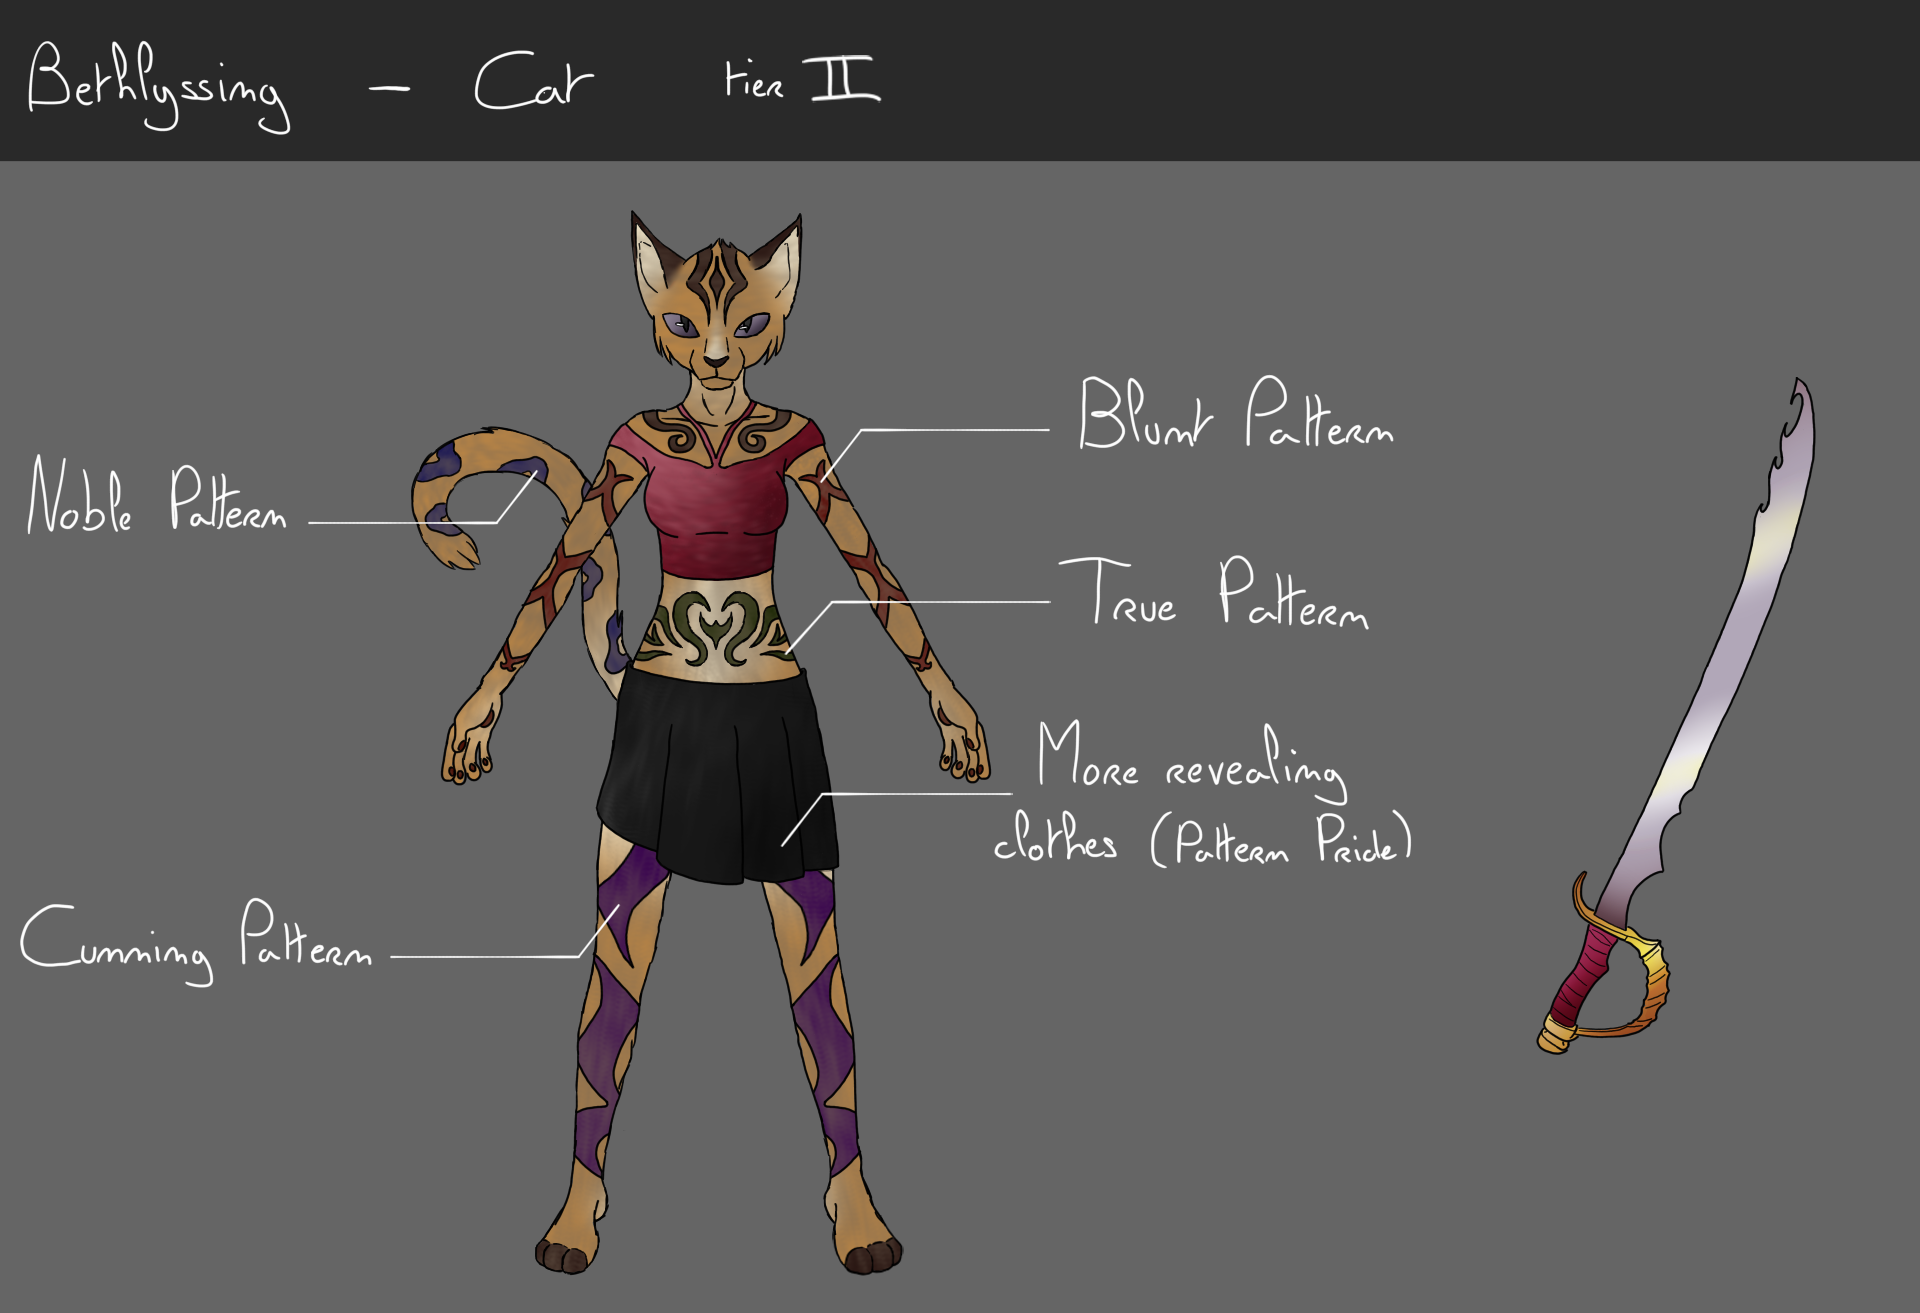 Bethlyssing - Cat tier II
Blunt Pattern
Noble Pattern
True Pattern
More revealing
clothes (Pattern Pride)
Cunning Pattern